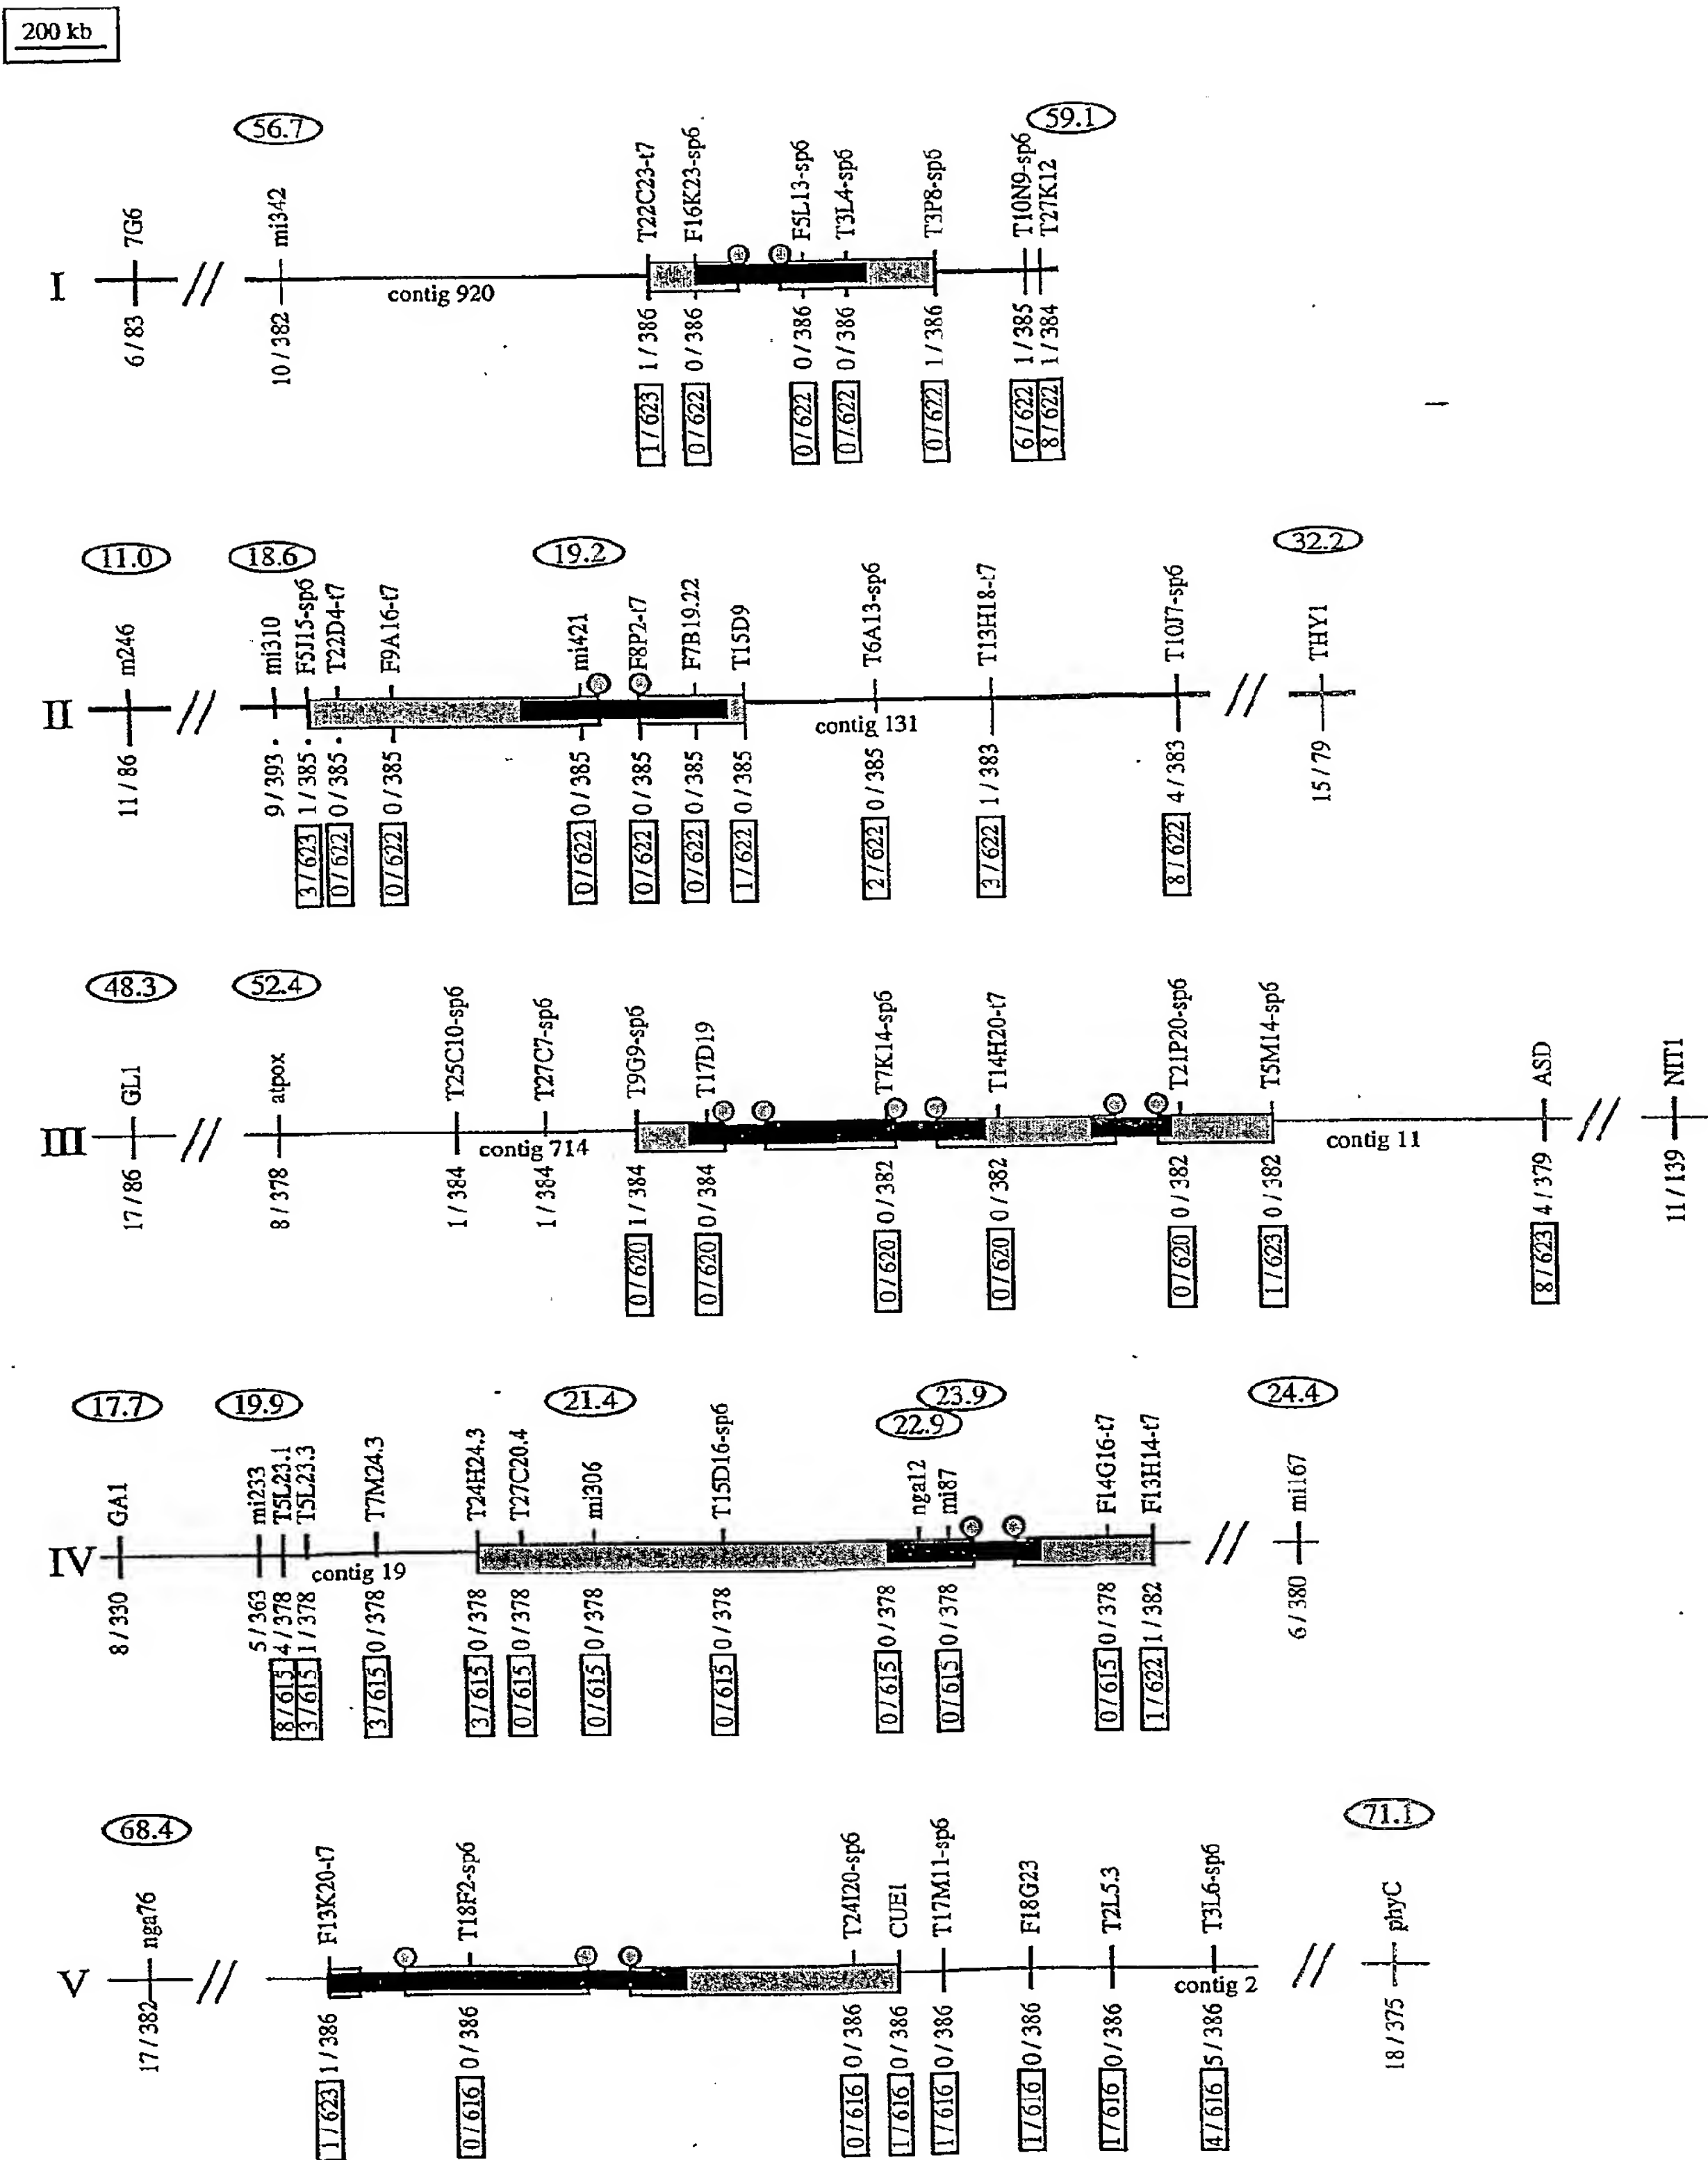 200 kb
56.7
59.1
7G6
mi342
T22C23-t7
F16K23-sp6
F5L13-sp6
T3L4-sp6
T3P8-sp6
T10N9-sp6
T27K12
I
contig 920
6 / 83
10 / 382
1 / 386
0 / 386
0 / 386
0 / 386
1 / 386
1 / 385
1 / 384
1 / 623
0 / 622
0 / 622
0 / 622
0 / 622
6 / 622
8 / 622
11.0
18.6
19.2
32.2
m246
mi310
F5J15-sp6
T22D4-t7
F9A16-t7
mi421
F8P2-t7
F7B19.22
T15D9
T6A13-sp6
T13H18-t7
T10J7-sp6
THY1
II
contig 131
11 / 86
9 / 393
1 / 385
0 / 385
0 / 385
0 / 385
0 / 385
0 / 385
0 / 385
0 / 385
1 / 383
4 / 383
15 / 79
3 / 623
0 / 622
0 / 622
0 / 622
0 / 622
0 / 622
1 / 622
2 / 622
3 / 622
8 / 622
48.3
52.4
GL1
atpox
T25C10-sp6
T27C7-sp6
T9G9-sp6
T17D19
T7K14-sp6
T14H20-t7
T21P20-sp6
T5M14-sp6
ASD
NIT1
III
contig 714
contig 11
17 / 86
8 / 378
1 / 384
1 / 384
1 / 384
0 / 384
0 / 382
0 / 382
0 / 382
0 / 382
4 / 379
11 / 139
0 / 620
0 / 620
0 / 620
0 / 620
0 / 620
1 / 623
8 / 623
17.7
19.9
21.4
22.9
23.9
24.4
GA1
mi233
T5L23.1
T5L23.3
T7M24.3
T24H24.3
T27C20.4
mi306
T15D16-sp6
nga12
mi87
F14G16-t7
F13H14-t7
mi167
IV
contig 19
8 / 330
5 / 363
4 / 378
1 / 378
0 / 378
0 / 378
0 / 378
0 / 378
0 / 378
0 / 378
0 / 378
0 / 378
1 / 382
6 / 380
8 / 615
3 / 615
3 / 615
3 / 615
0 / 615
0 / 615
0 / 615
0 / 615
0 / 615
0 / 615
1 / 622
68.4
71.1
nga76
F13K20-t7
T18F2-sp6
T24I20-sp6
CUE1
T17M11-sp6
F18G23
T2L5.3
T3L6-sp6
phyC
V
contig 2
17 / 382
1 / 386
0 / 386
0 / 386
0 / 386
0 / 386
0 / 386
0 / 386
5 / 386
18 / 375
1 / 623
0 / 616
0 / 616
1 / 616
1 / 616
1 / 616
1 / 616
4 / 616